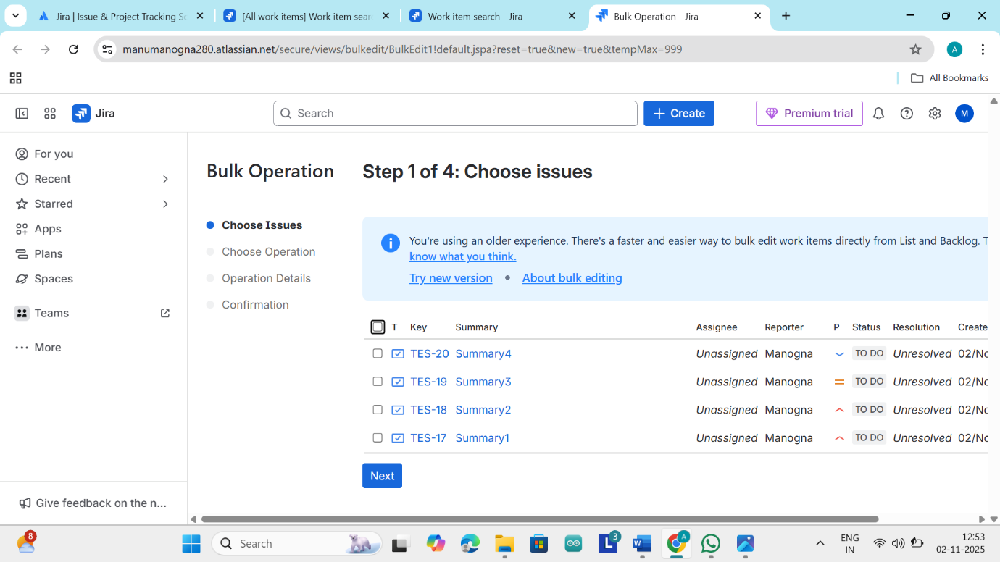 Jira | Issue & Project Tracking So
[All work items] Work item sear
Work item search - Jira
Bulk Operation - Jira
manumanogna280.atlassian.net/secure/views/bulkedit/BulkEdit1!default.jspa?reset=true&new=true&tempMax=999
A
All Bookmarks
Jira
Search
Create
Premium trial
M
For you
Recent
Starred
Apps
Plans
Spaces
Teams
More
Give feedback on the n...
Bulk Operation
Choose Issues
Choose Operation
Operation Details
Confirmation
Step 1 of 4: Choose issues
You're using an older experience. There's a faster and easier way to bulk edit work items directly from List and Backlog. T
know what you think.
Try new version • About bulk editing
T Key Summary Assignee Reporter P Status Resolution Create
TES-20 Summary4 Unassigned Manogna TO DO Unresolved 02/No
TES-19 Summary3 Unassigned Manogna TO DO Unresolved 02/No
TES-18 Summary2 Unassigned Manogna TO DO Unresolved 02/No
TES-17 Summary1 Unassigned Manogna TO DO Unresolved 02/No
Next
8
Search
L 3
W
A
ENG
IN
12:53
02-11-2025